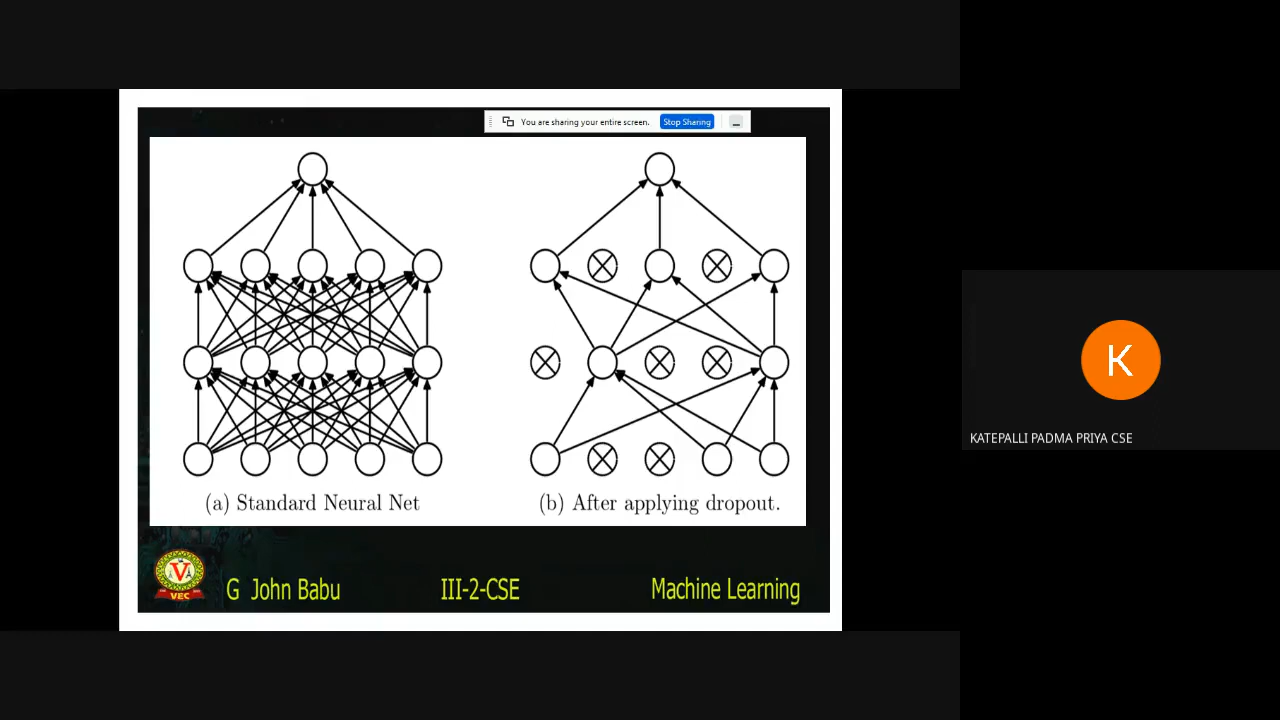 You are sharing your entire screen. Stop Sharing
(a) Standard Neural Net
(b) After applying dropout.
V
VEC
G John Babu III-2-CSE Machine Learning
K
KATEPALLI PADMA PRIYA CSE